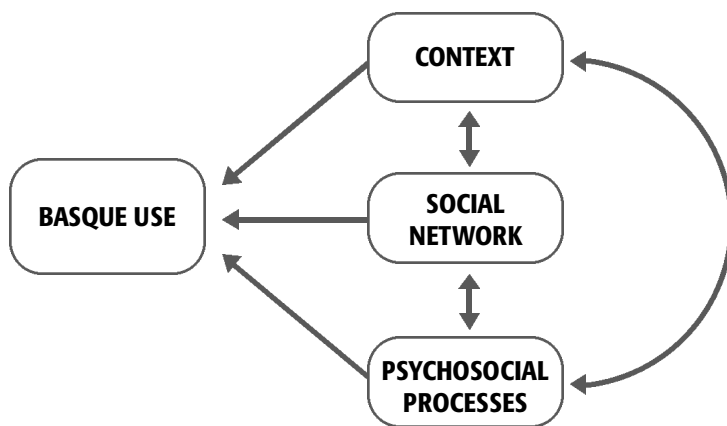 CONTEXT
BASQUE USE
SOCIAL
NETWORK
PSYCHOSOCIAL
PROCESSES